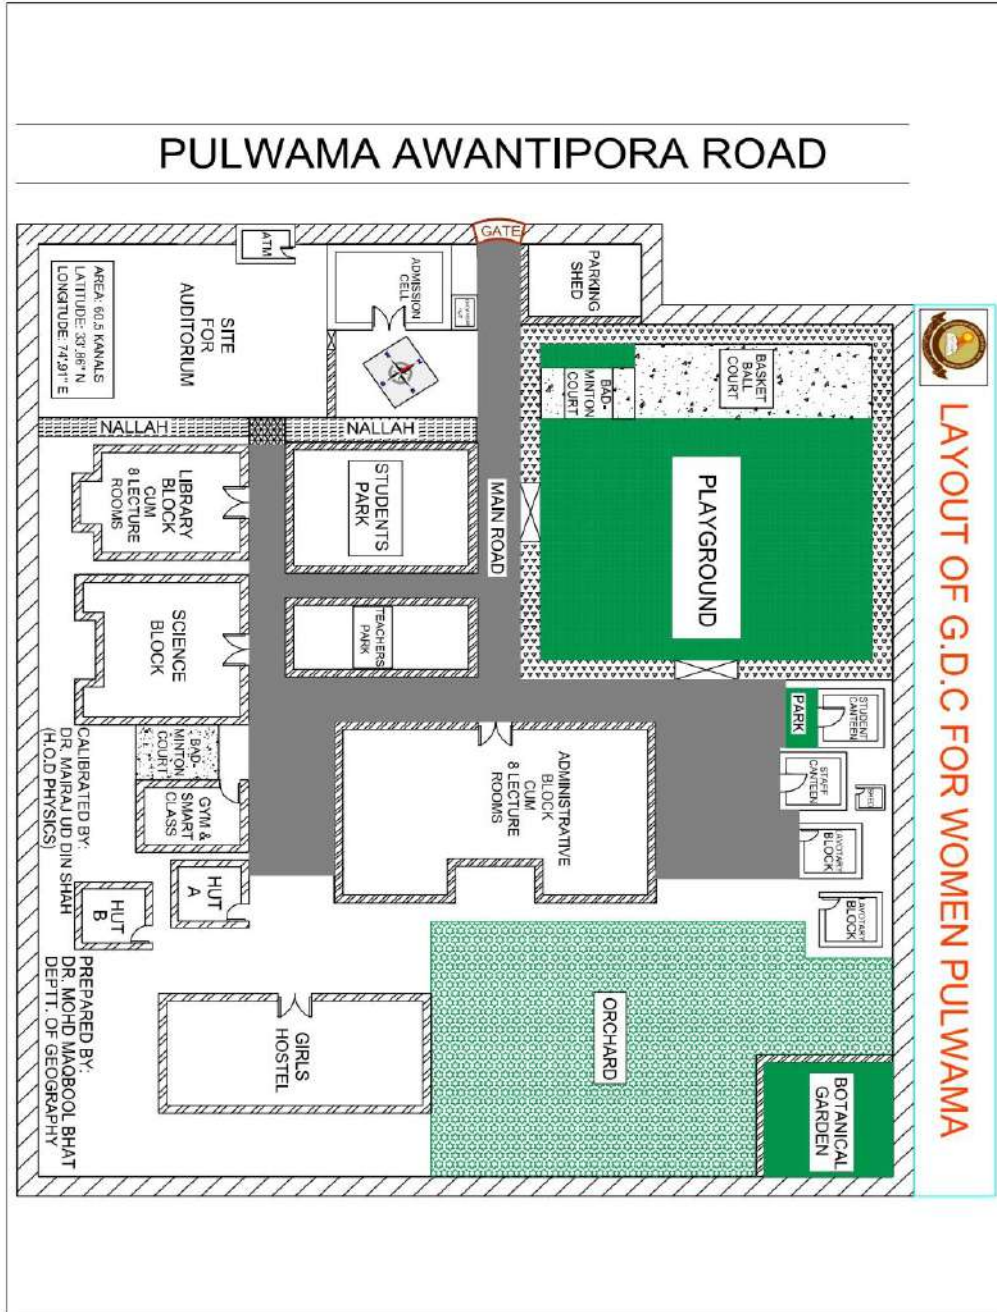 PULWAMA AWANTIPORA ROAD
LAYOUT OF G.D.C FOR WOMEN PULWAMA
GATE
ATM
AREA: 60.5 KANALS
LATITUDE: 33°.86" N
LONGITUDE: 74°.91" E
SITE
FOR
AUDITORIUM
ADMISSION
CELL
PARKING
SHED
BASKET
BALL
COURT
BAD-
MINTON
COURT
PLAYGROUND
NALLAH
NALLAH
MAIN ROAD
STUDENTS
PARK
TEACHERS
PARK
LIBRARY
BLOCK
CUM
8 LECTURE
ROOMS
SCIENCE
BLOCK
BAD-
MINTON
COURT
GYM &
SMART
CLASS
HUT
A
HUT
B
ADMINISTRATIVE
BLOCK
CUM
8 LECTURE
ROOMS
PARK
STUDENT
CANTEEN
STAFF
CANTEEN
SHED
LAVOTARY
BLOCK
LAVOTARY
BLOCK
ORCHARD
BOTANICAL
GARDEN
GIRLS
HOSTEL
CALIBRATED BY:
DR. MAIRAJ UD DIN SHAH
(H.O.D PHYSICS)
PREPARED BY:
DR. MOHD MAQBOOL BHAT
DEPTT. OF GEOGRAPHY